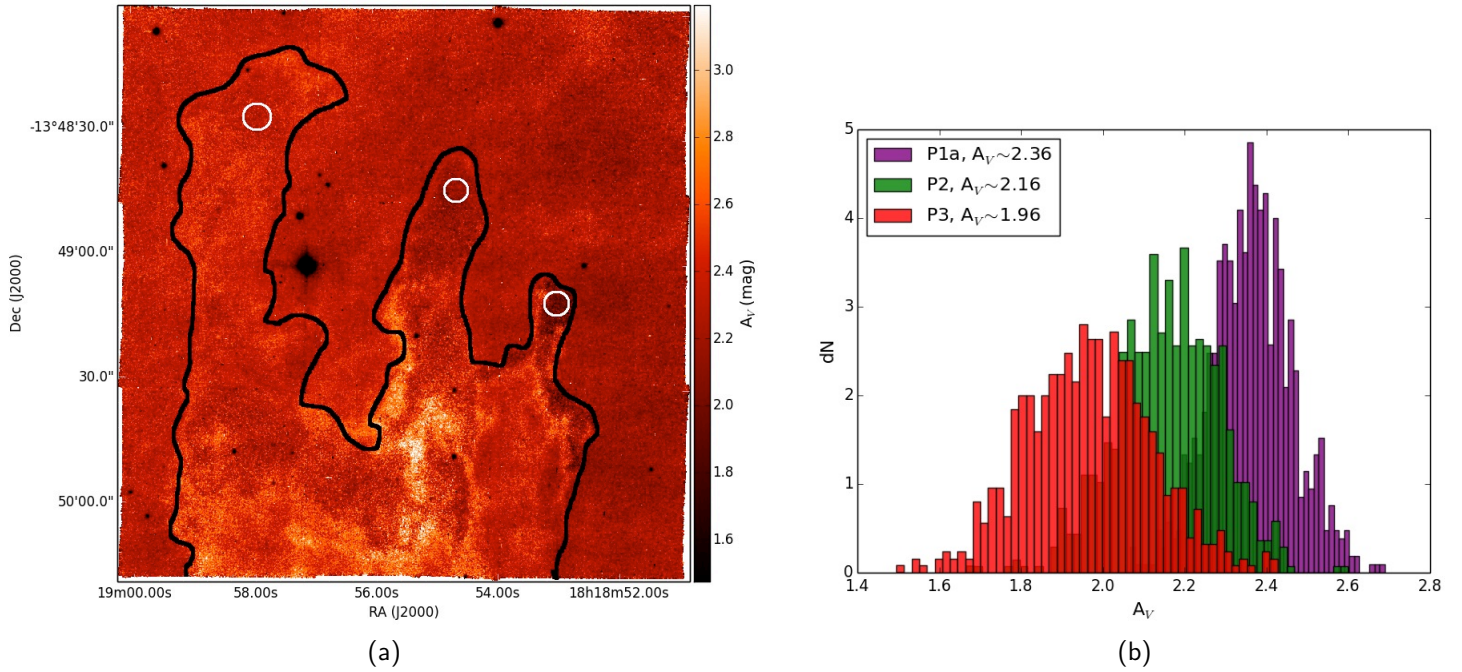 -13°48'30.0"
49'00.0"
30.0"
50'00.0"
Dec (J2000)
19m00.00s 58.00s 56.00s 54.00s 18h18m52.00s
RA (J2000)
3.0
2.8
2.6
2.4
2.2
2.0
1.8
1.6
A_V (mag)
(a)
5
4
3
2
1
0
dN
P1a, A_V~2.36
P2, A_V~2.16
P3, A_V~1.96
1.4 1.6 1.8 2.0 2.2 2.4 2.6 2.8
A_V
(b)